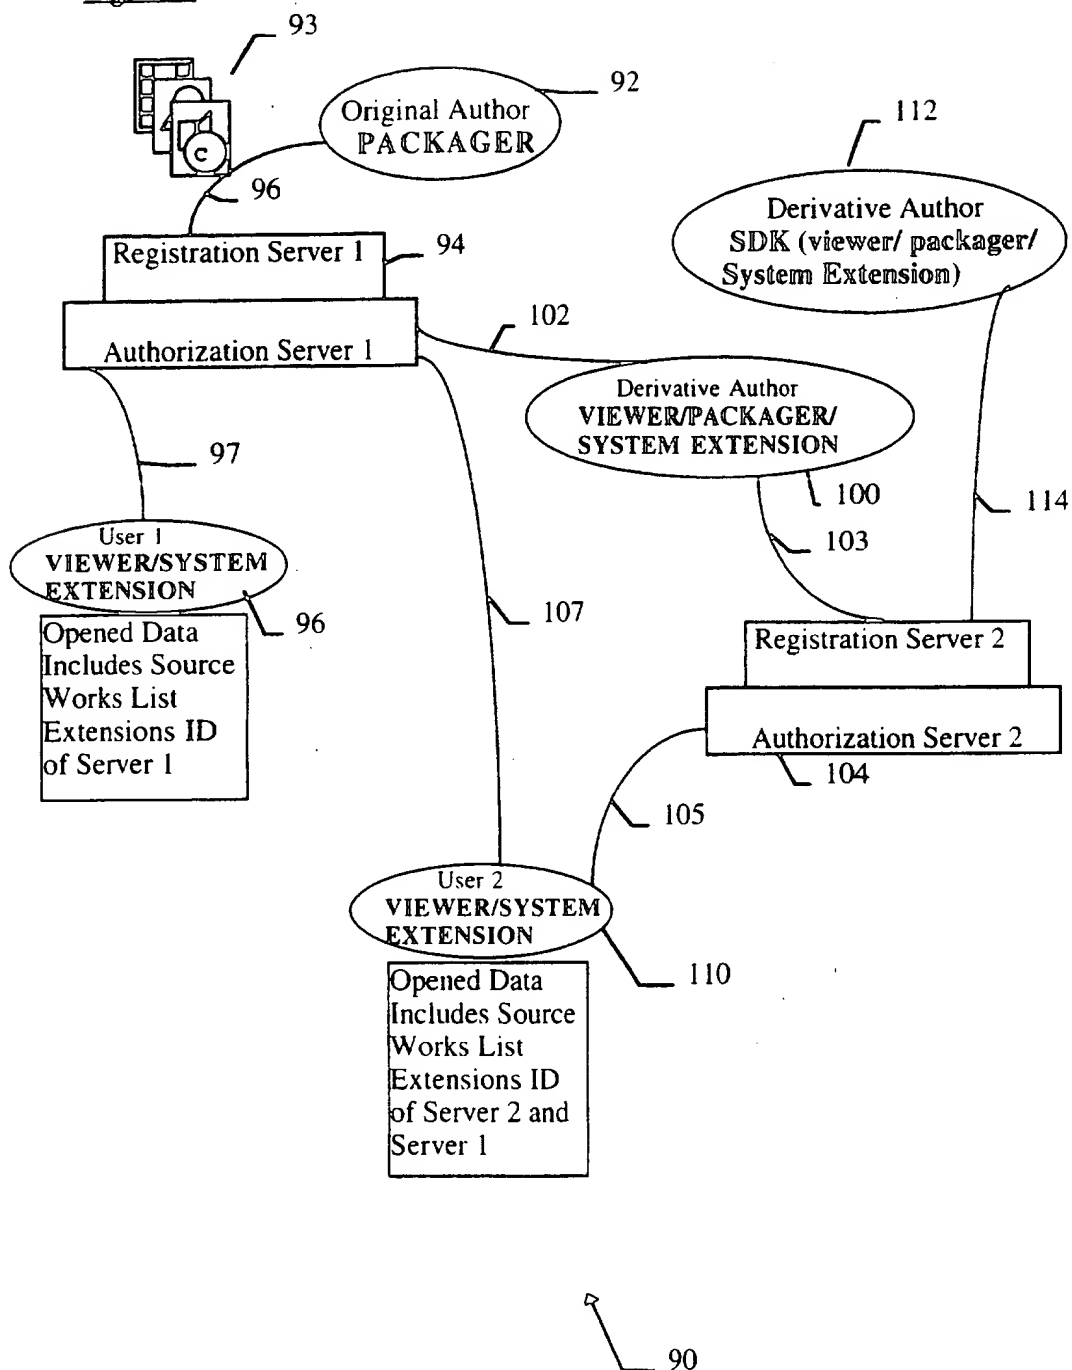 93
92
Original Author
PACKAGER
C
96
112
Derivative Author
SDK (viewer/ packager/
System Extension)
Registration Server 1
94
Authorization Server 1
102
Derivative Author
VIEWER/PACKAGER/
SYSTEM EXTENSION
97
100
114
103
User 1
VIEWER/SYSTEM
EXTENSION
96
107
Opened Data
Includes Source
Works List
Extensions ID
of Server 1
Registration Server 2
Authorization Server 2
104
105
User 2
VIEWER/SYSTEM
EXTENSION
110
Opened Data
Includes Source
Works List
Extensions ID
of Server 2 and
Server 1
90